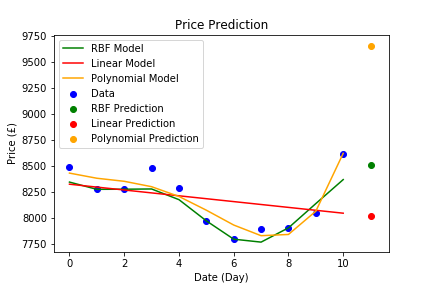 Price Prediction
9750
9500
9250
9000
8750
8500
8250
8000
7750
Price (£)
RBF Model
Linear Model
Polynomial Model
Data
RBF Prediction
Linear Prediction
Polynomial Prediction
0 2 4 6 8 10
Date (Day)